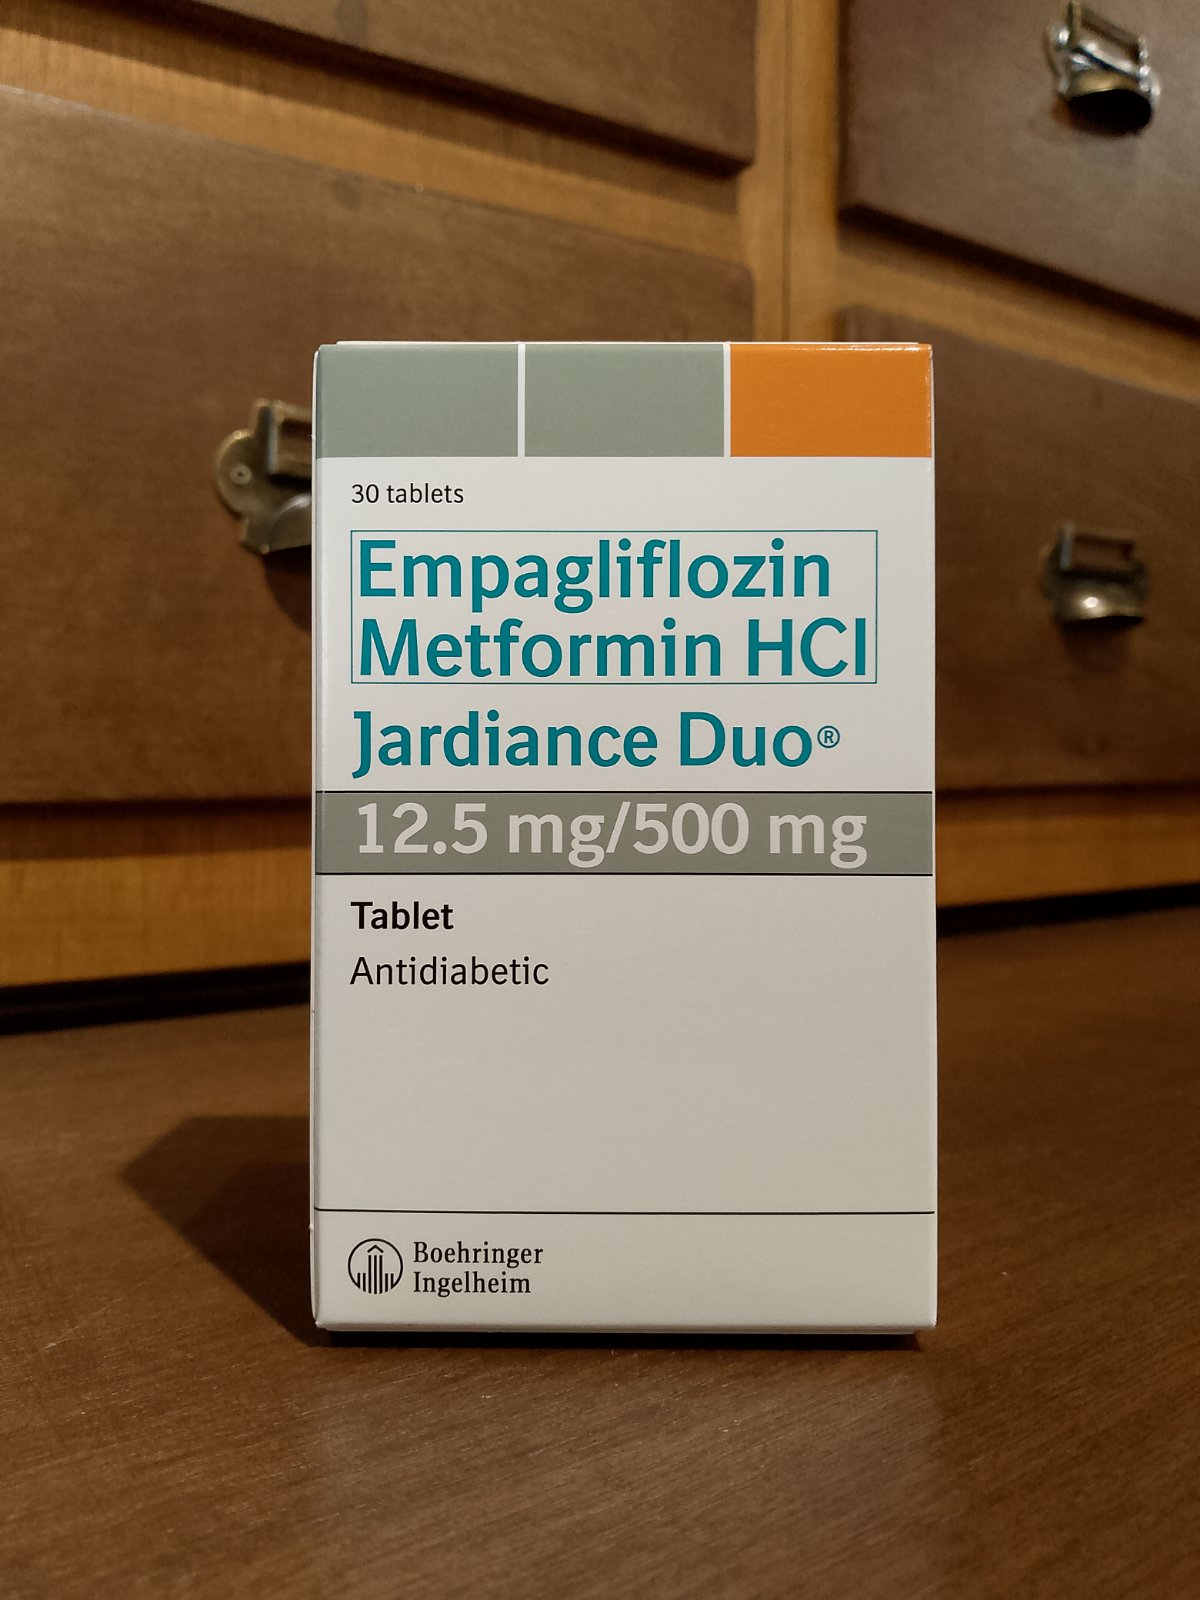 30 tablets
Empagliflozin
Metformin HCl
Jardiance Duo®
12.5 mg/500 mg
Tablet
Antidiabetic
Boehringer
Ingelheim